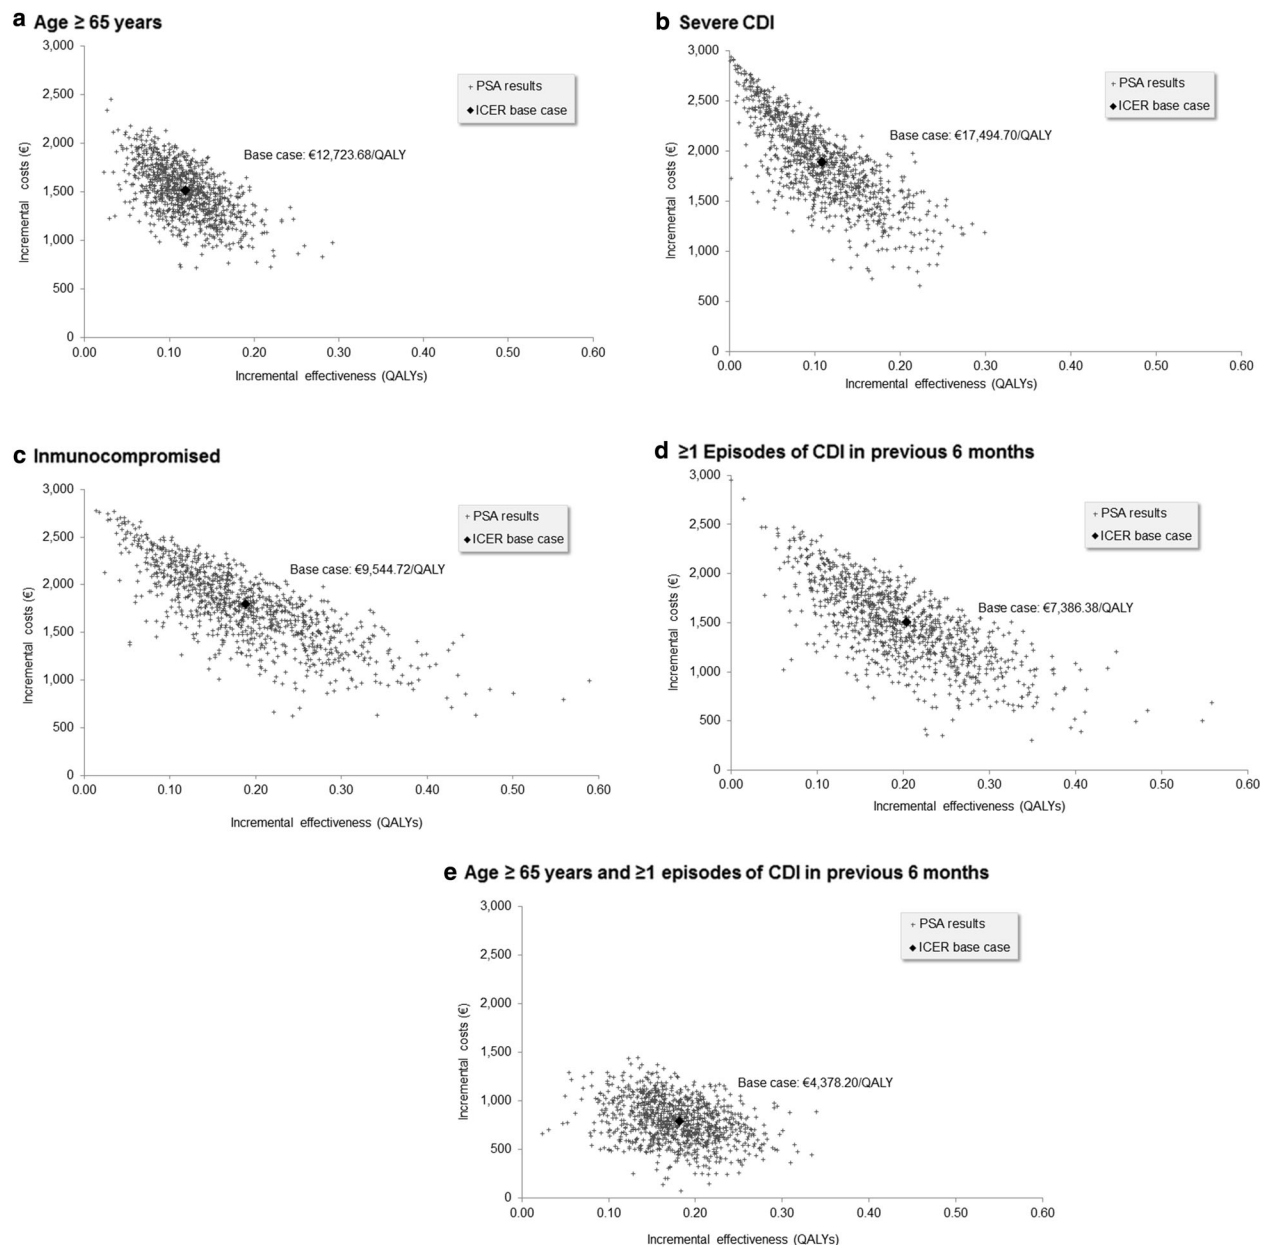 a Age ≥ 65 years
3,000
2,500
2,000
1,500
1,000
500
0
Incremental costs (€)
PSA results
ICER base case
Base case: €12,723.68/QALY
0.00 0.10 0.20 0.30 0.40 0.50 0.60
Incremental effectiveness (QALYs)
b Severe CDI
3,000
2,500
2,000
1,500
1,000
500
0
Incremental costs (€)
PSA results
ICER base case
Base case: €17,494.70/QALY
0.00 0.10 0.20 0.30 0.40 0.50 0.60
Incremental effectiveness (QALYs)
c Inmunocompromised
3,000
2,500
2,000
1,500
1,000
500
0
Incremental costs (€)
PSA results
ICER base case
Base case: €9,544.72/QALY
0.00 0.10 0.20 0.30 0.40 0.50 0.60
Incremental effectiveness (QALYs)
d ≥1 Episodes of CDI in previous 6 months
3,000
2,500
2,000
1,500
1,000
500
0
Incremental costs (€)
PSA results
ICER base case
Base case: €7,386.38/QALY
0.00 0.10 0.20 0.30 0.40 0.50 0.60
Incremental effectiveness (QALYs)
e Age ≥ 65 years and ≥1 episodes of CDI in previous 6 months
3,000
2,500
2,000
1,500
1,000
500
0
Incremental costs (€)
PSA results
ICER base case
Base case: €4,378.20/QALY
0.00 0.10 0.20 0.30 0.40 0.50 0.60
Incremental effectiveness (QALYs)